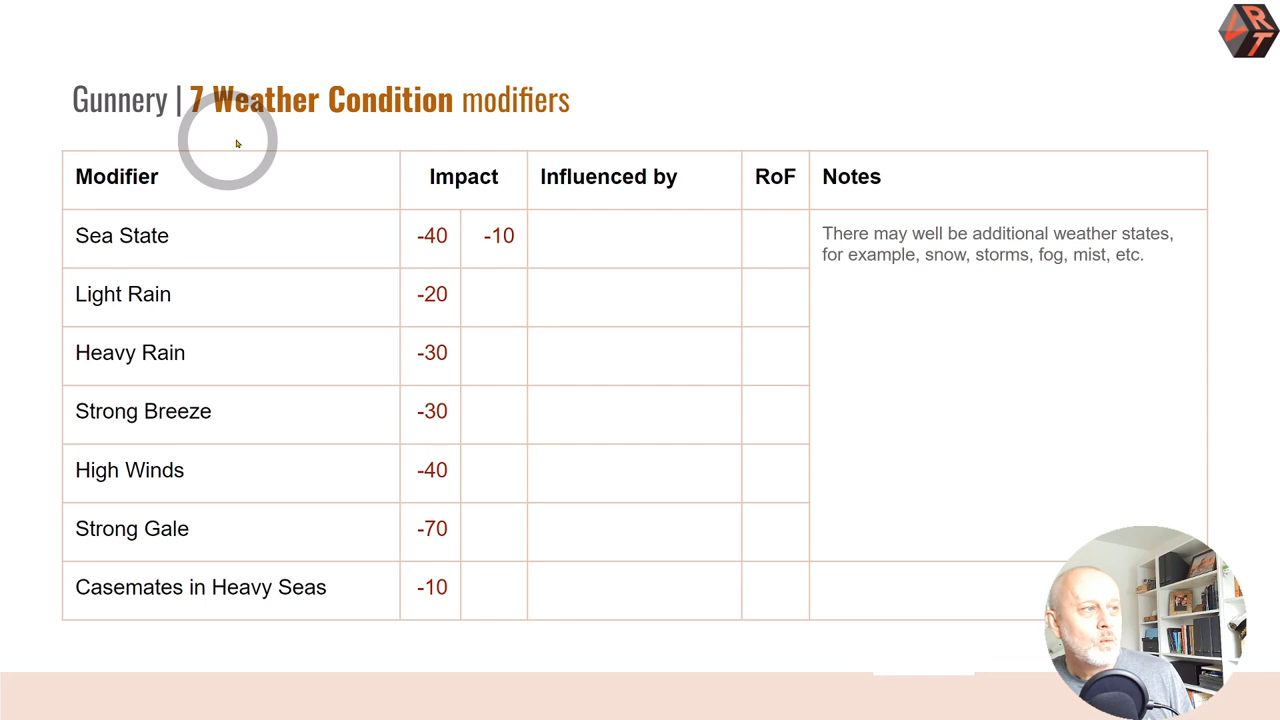 LRT
Gunnery | 7 Weather Condition modifiers
Modifier Impact Influenced by RoF Notes
Sea State -40 -10 There may well be additional weather states,
for example, snow, storms, fog, mist, etc.
Light Rain -20
Heavy Rain -30
Strong Breeze -30
High Winds -40
Strong Gale -70
Casemates in Heavy Seas -10